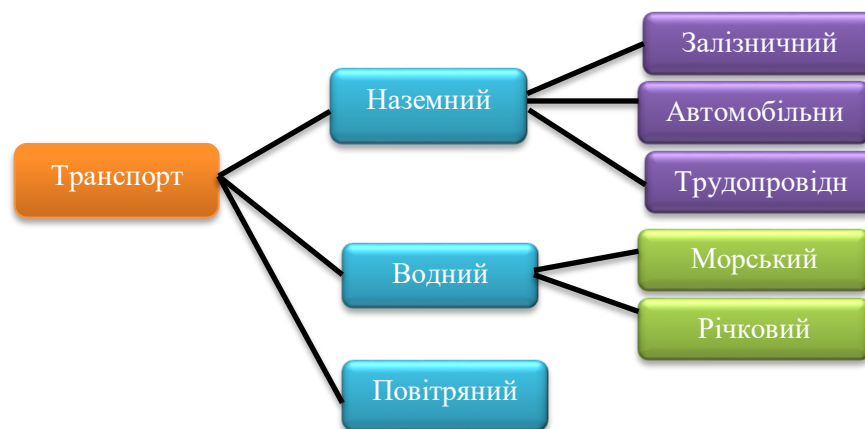 Транспорт
Наземний
Залізничний
Автомобільни
Трудопровідн
Водний
Морський
Річковий
Повітряний